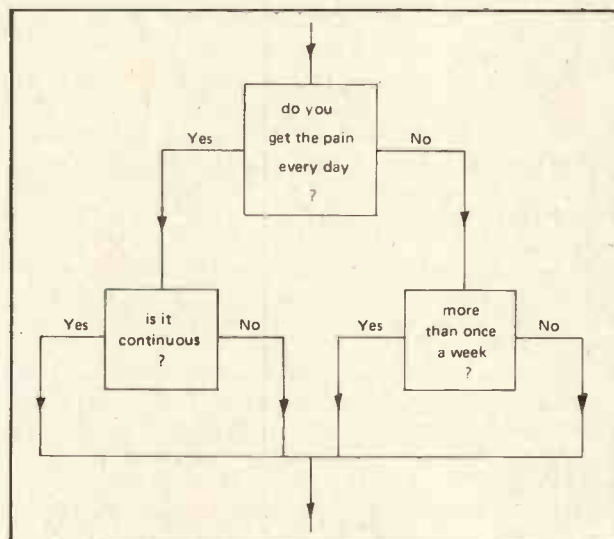 do you
get the pain
every day
?
Yes
No
is it
continuous
?
Yes
No
more
than once
a week
?
Yes
No